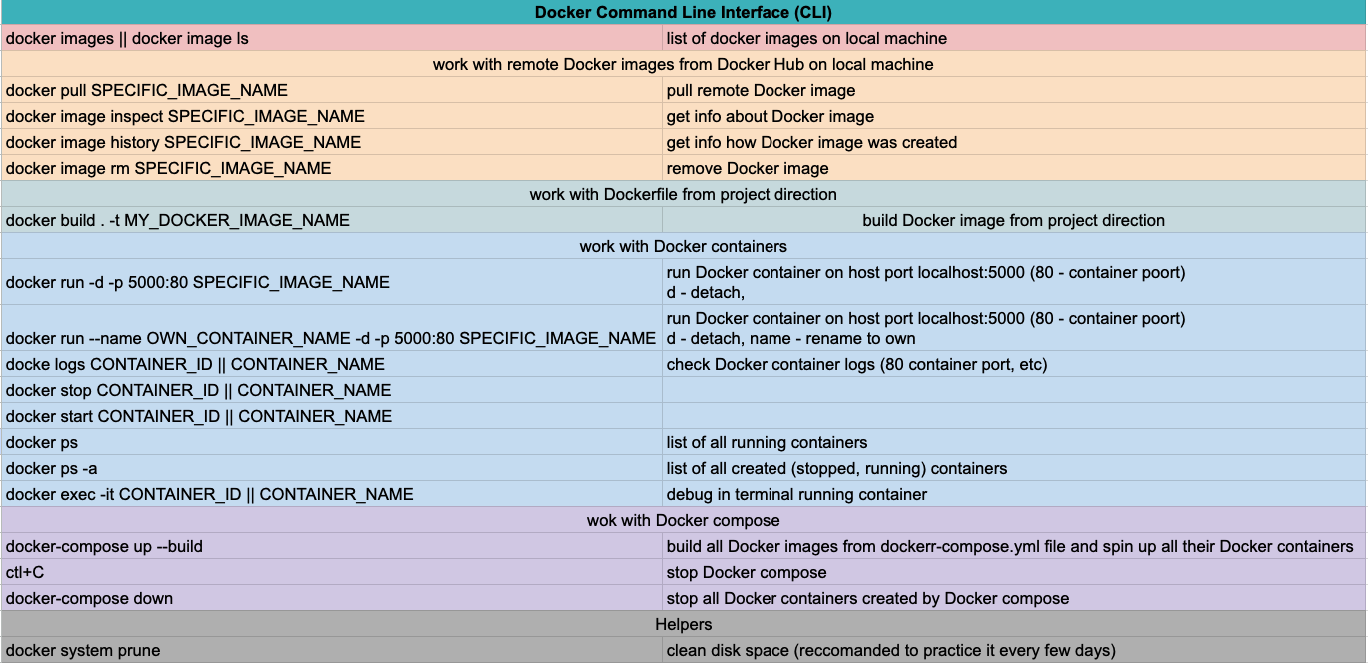 Docker Command Line Interface (CLI)
docker images || docker image ls
list of docker images on local machine
work with remote Docker images from Docker Hub on local machine
docker pull SPECIFIC_IMAGE_NAME
pull remote Docker image
docker image inspect SPECIFIC_IMAGE_NAME
get info about Docker image
docker image history SPECIFIC_IMAGE_NAME
get info how Docker image was created
docker image rm SPECIFIC_IMAGE_NAME
remove Docker image
work with Dockerfile from project direction
docker build . -t MY_DOCKER_IMAGE_NAME
build Docker image from project direction
work with Docker containers
docker run -d -p 5000:80 SPECIFIC_IMAGE_NAME
run Docker container on host port localhost:5000 (80 - container poort)
d - detach,
docker run --name OWN_CONTAINER_NAME -d -p 5000:80 SPECIFIC_IMAGE_NAME
run Docker container on host port localhost:5000 (80 - container poort)
d - detach, name - rename to own
docke logs CONTAINER_ID || CONTAINER_NAME
check Docker container logs (80 container port, etc)
docker stop CONTAINER_ID || CONTAINER_NAME
docker start CONTAINER_ID || CONTAINER_NAME
docker ps
list of all running containers
docker ps -a
list of all created (stopped, running) containers
docker exec -it CONTAINER_ID || CONTAINER_NAME
debug in terminal running container
wok with Docker compose
docker-compose up --build
build all Docker images from dockerr-compose.yml file and spin up all their Docker containers
ctl+C
stop Docker compose
docker-compose down
stop all Docker containers created by Docker compose
Helpers
docker system prune
clean disk space (reccomanded to practice it every few days)